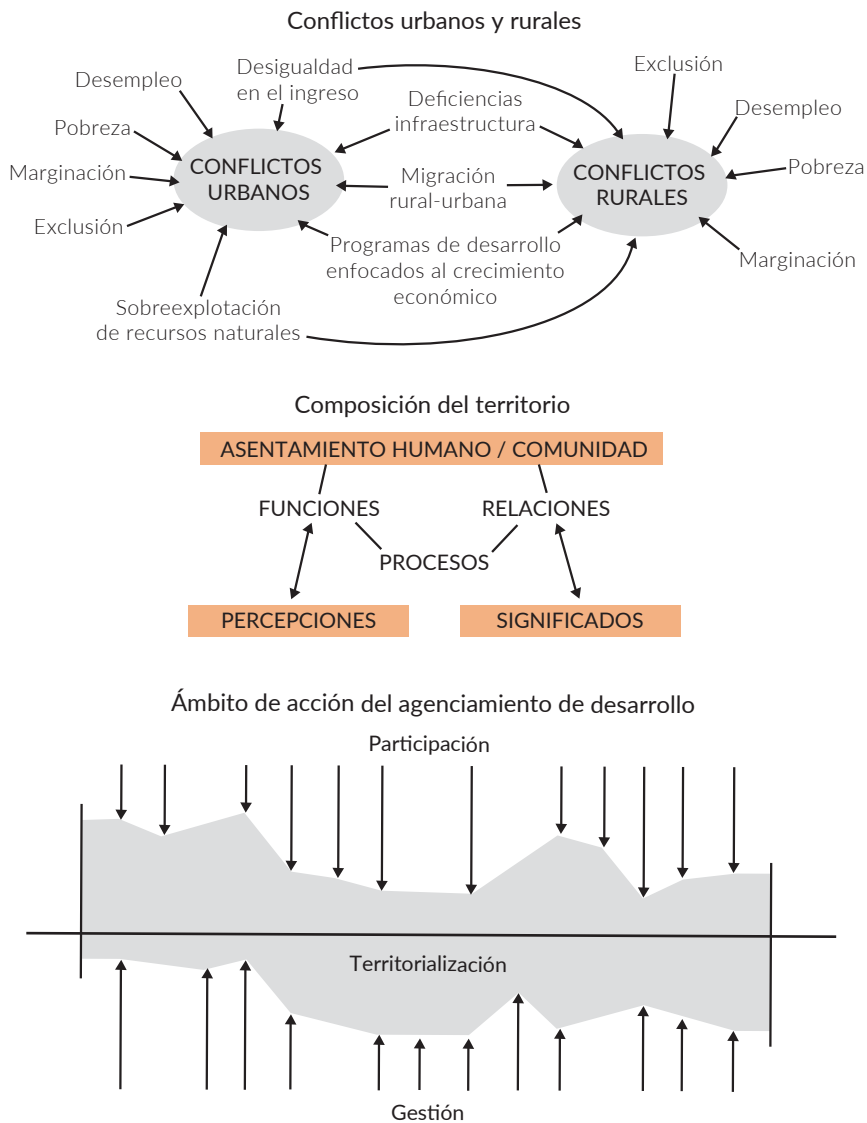 Conflictos urbanos y rurales
Desigualdad
en el ingreso
Exclusión
Desempleo
Deficiencias
infraestructura
Desempleo
Pobreza
CONFLICTOS
URBANOS
CONFLICTOS
RURALES
Pobreza
Marginación
Migración
rural-urbana
Exclusión
Programas de desarrollo
enfocados al crecimiento
económico
Marginación
Sobreexplotación
de recursos naturales
Composición del territorio
ASENTAMIENTO HUMANO / COMUNIDAD
FUNCIONES
RELACIONES
PROCESOS
PERCEPCIONES
SIGNIFICADOS
Ámbito de acción del agenciamiento de desarrollo
Participación
Territorialización
Gestión